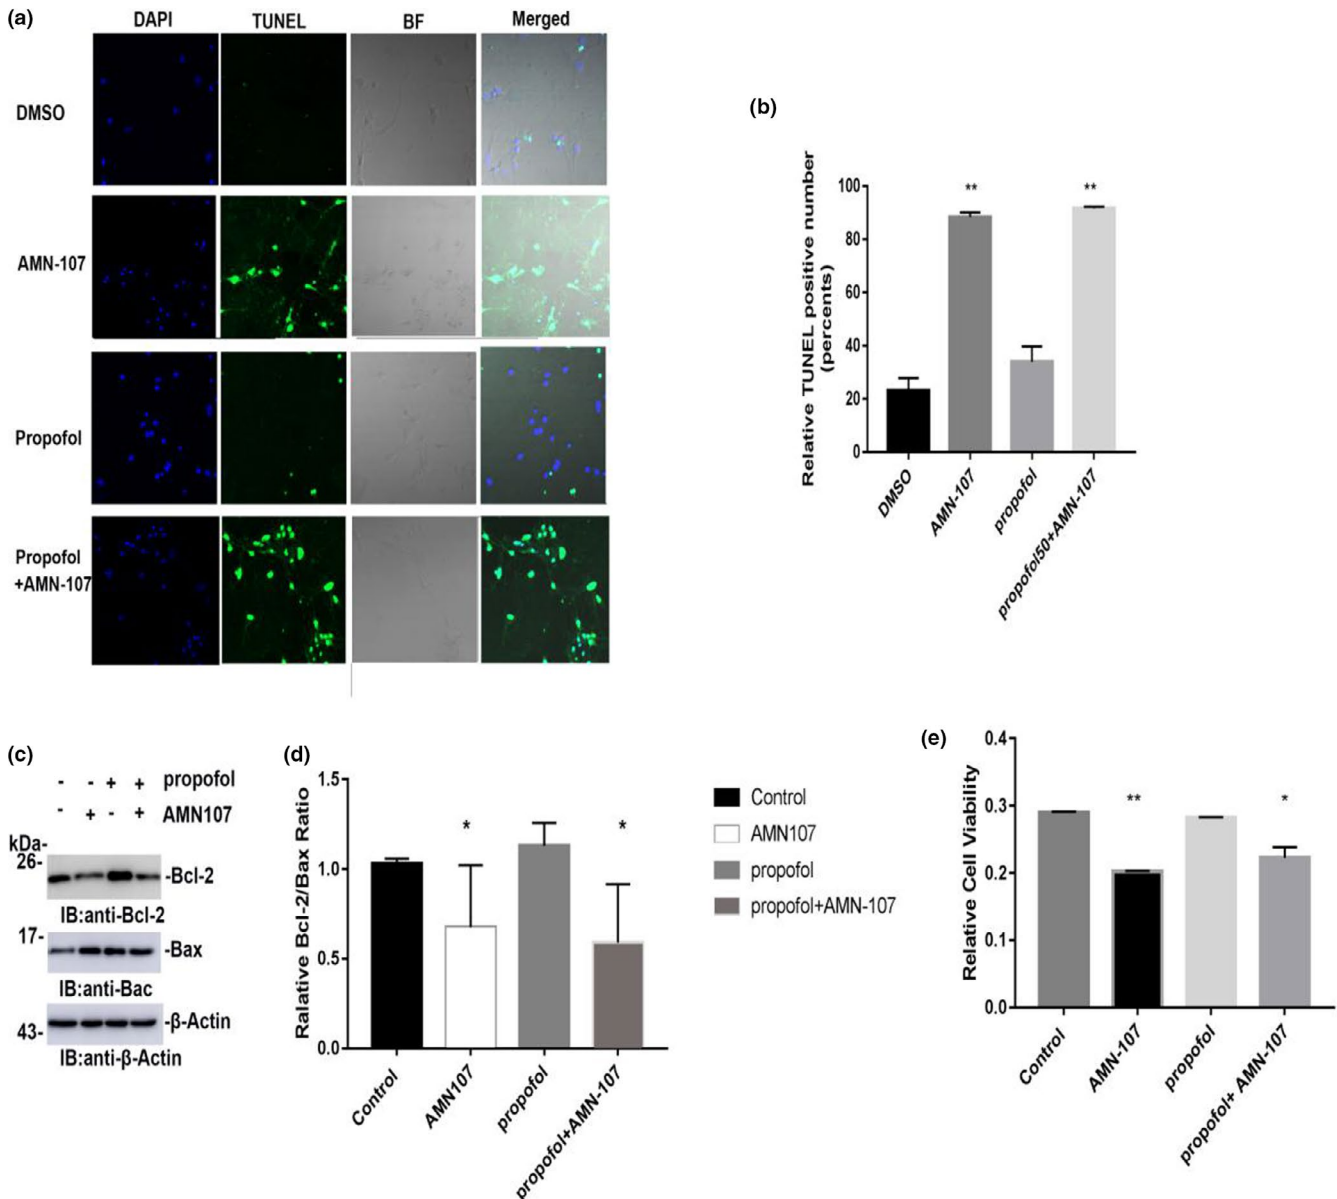 (a)
DAPI TUNEL BF Merged
DMSO
AMN-107
Propofol
Propofol
+AMN-107
(b)
Relative TUNEL positive number
(percents)
100
80
60
40
20
0
** **
DMSO
AMN-107
propofol
propofol50+AMN-107
(c)
- - + + propofol
- + - + AMN107
kDa-
26-
-Bcl-2
IB:anti-Bcl-2
17-
-Bax
IB:anti-Bac
-β-Actin
43-
IB:anti-β-Actin
(d)
Ralative Bcl-2/Bax Ratio
1.5
1.0
0.5
0.0
* *
Control
AMN107
propofol
propofol+AMN-107
Control
AMN107
propofol
propofol+AMN-107
(e)
Relative Cell Viability
0.4
0.3
0.2
0.1
0.0
** *
Control
AMN-107
propofol
propofol+ AMN-107